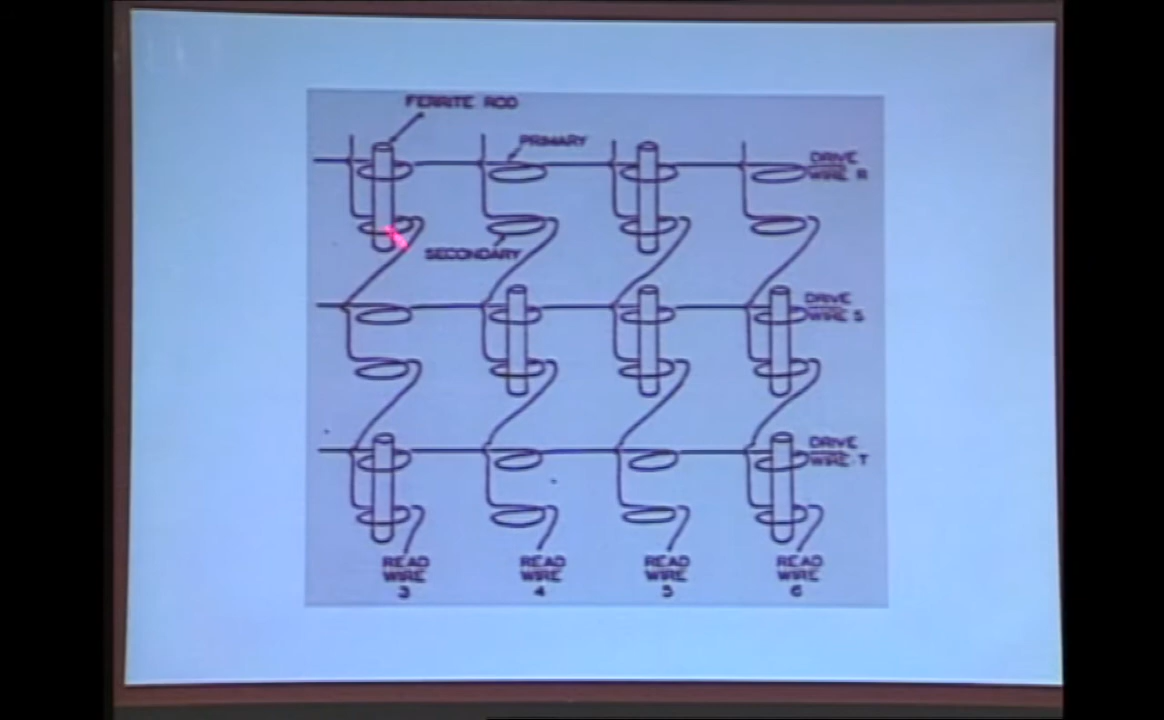 FERRITE ROD
PRIMARY
DRIVE
WIRE R
SECONDARY
DRIVE
WIRE S
DRIVE
WIRE T
READ
WIRE
3
READ
WIRE
4
READ
WIRE
5
READ
WIRE
6